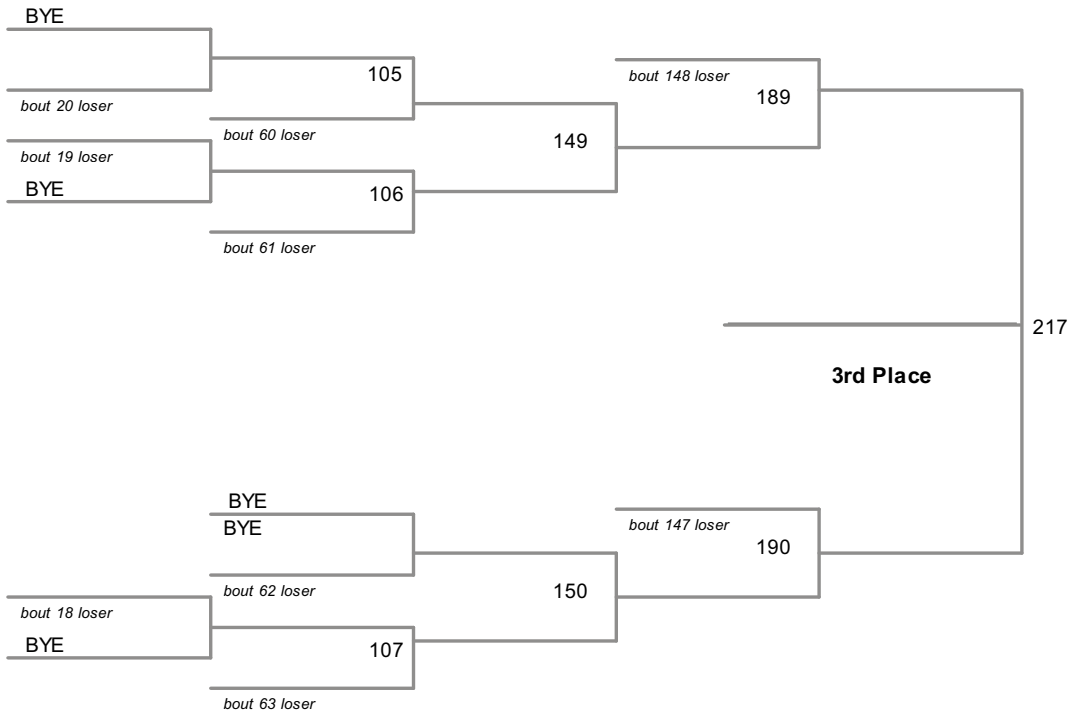 BYE
105
bout 148 loser
189
bout 20 loser
bout 60 loser
149
bout 19 loser
BYE
106
bout 61 loser
217
3rd Place
BYE
BYE
bout 147 loser
190
bout 62 loser
150
bout 18 loser
BYE
107
bout 63 loser